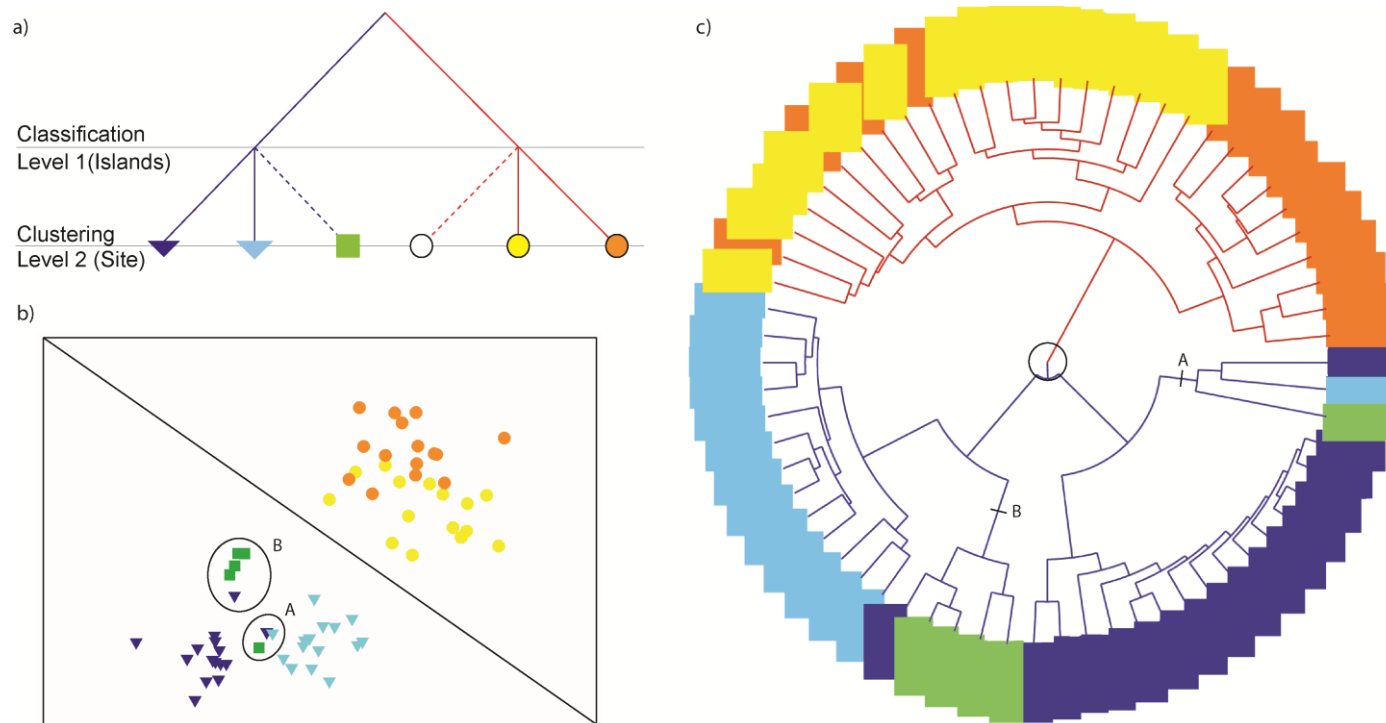 a)
Classification
Level 1(Islands)
Clustering
Level 2 (Site)
b)
B
A
c)
A
B